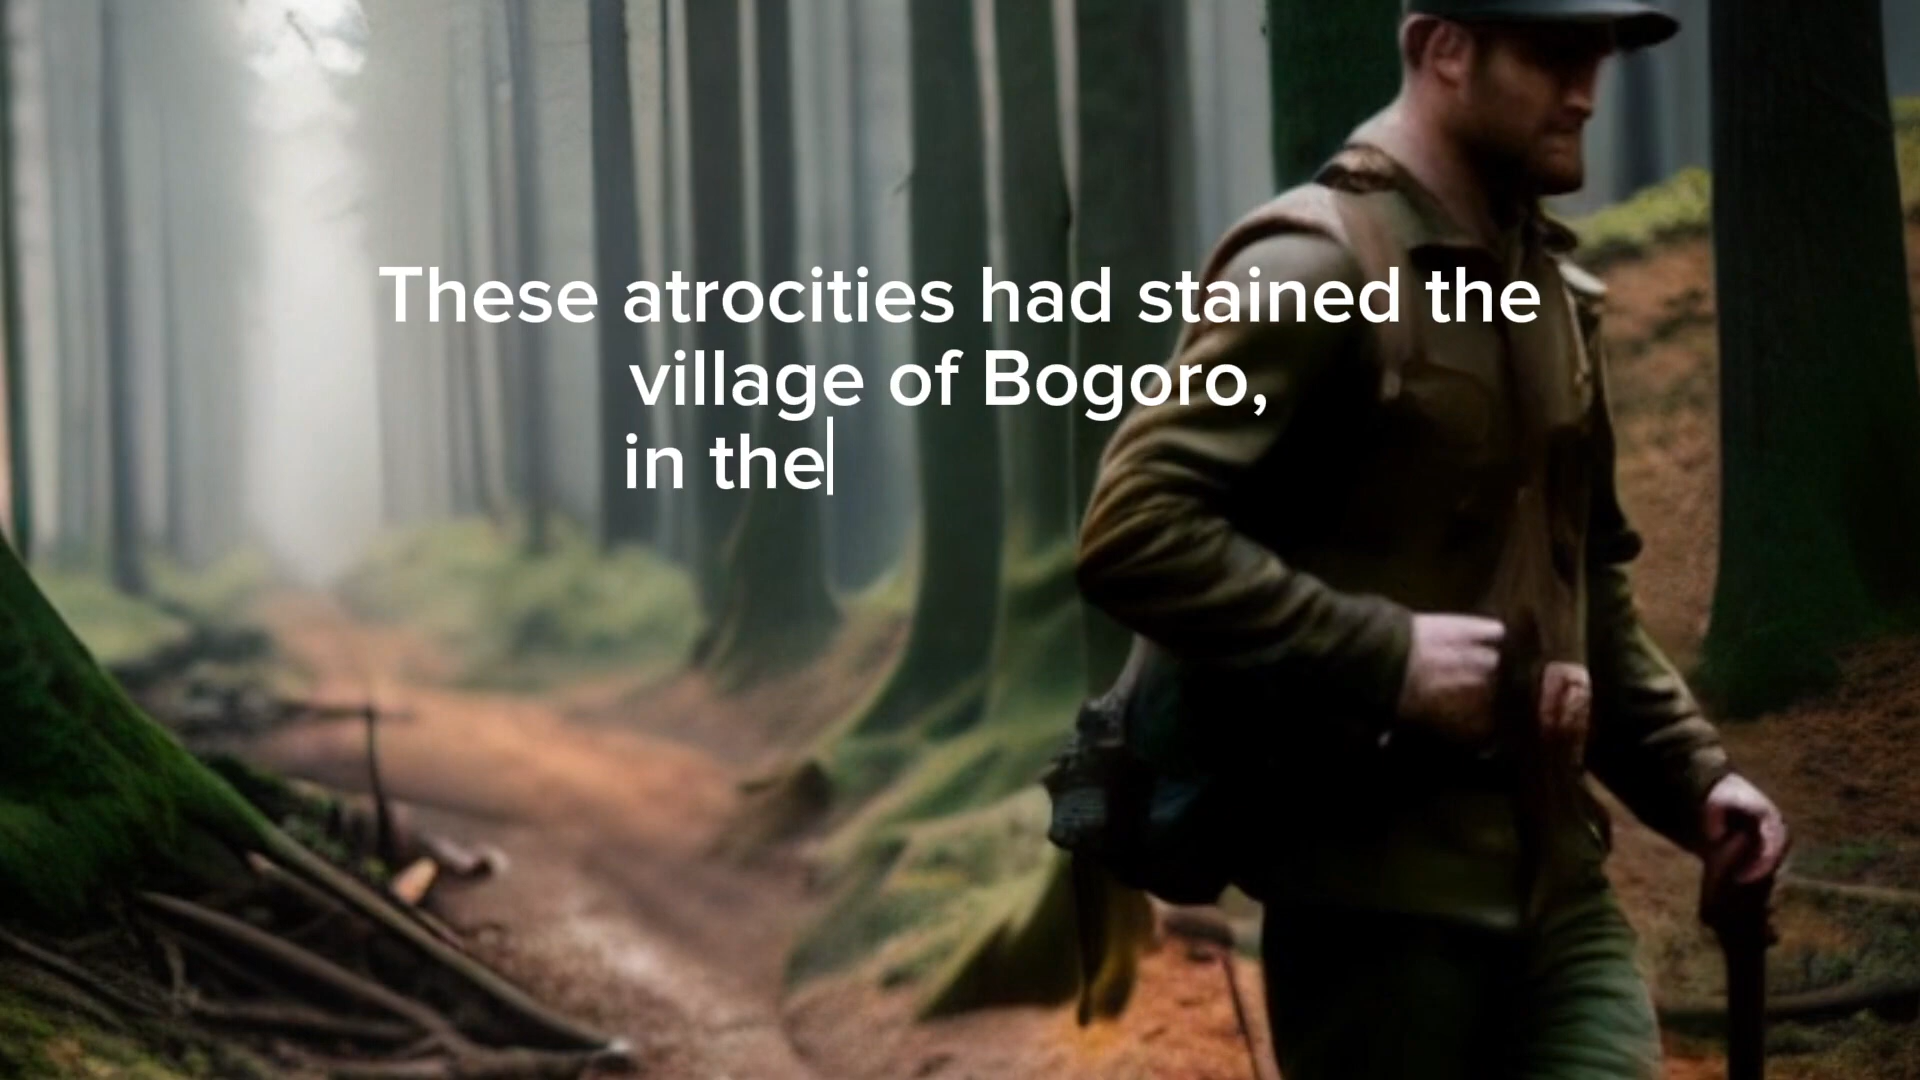 These atrocities had stained the
village of Bogoro,
in the